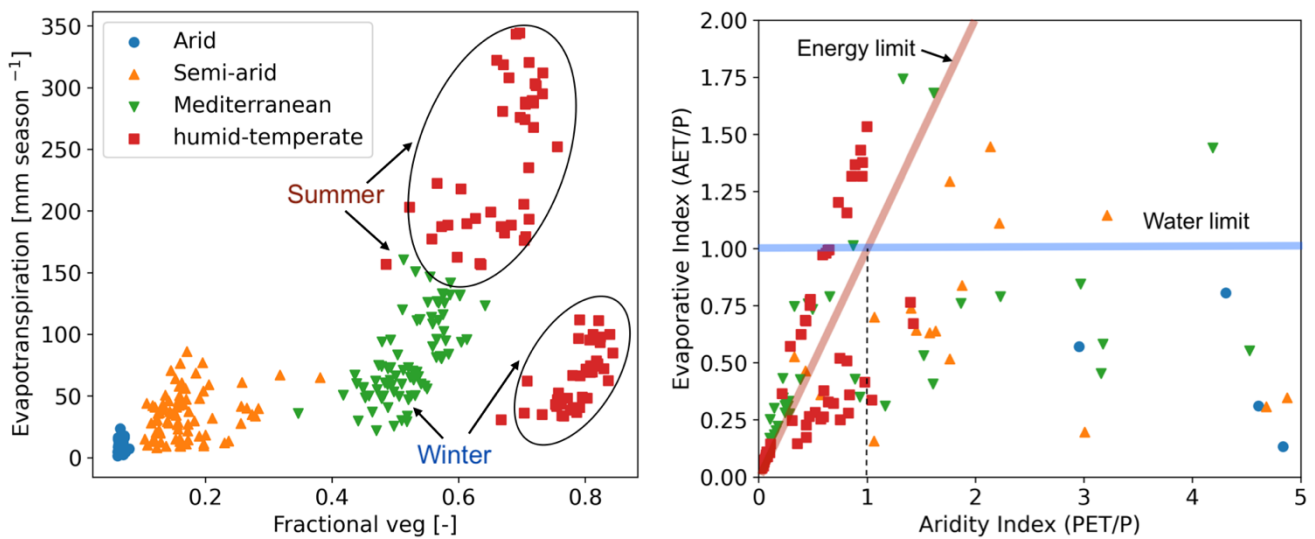 Evapotranspiration [mm season ⁻¹]
350
300
250
200
150
100
50
0
Arid
Semi-arid
Mediterranean
humid-temperate
Summer
Winter
0.2
0.4
0.6
0.8
Fractional veg [-]
Evaporative Index (AET/P)
2.00
1.75
1.50
1.25
1.00
0.75
0.50
0.25
0.00
Energy limit
Water limit
0
1
2
3
4
5
Aridity Index (PET/P)